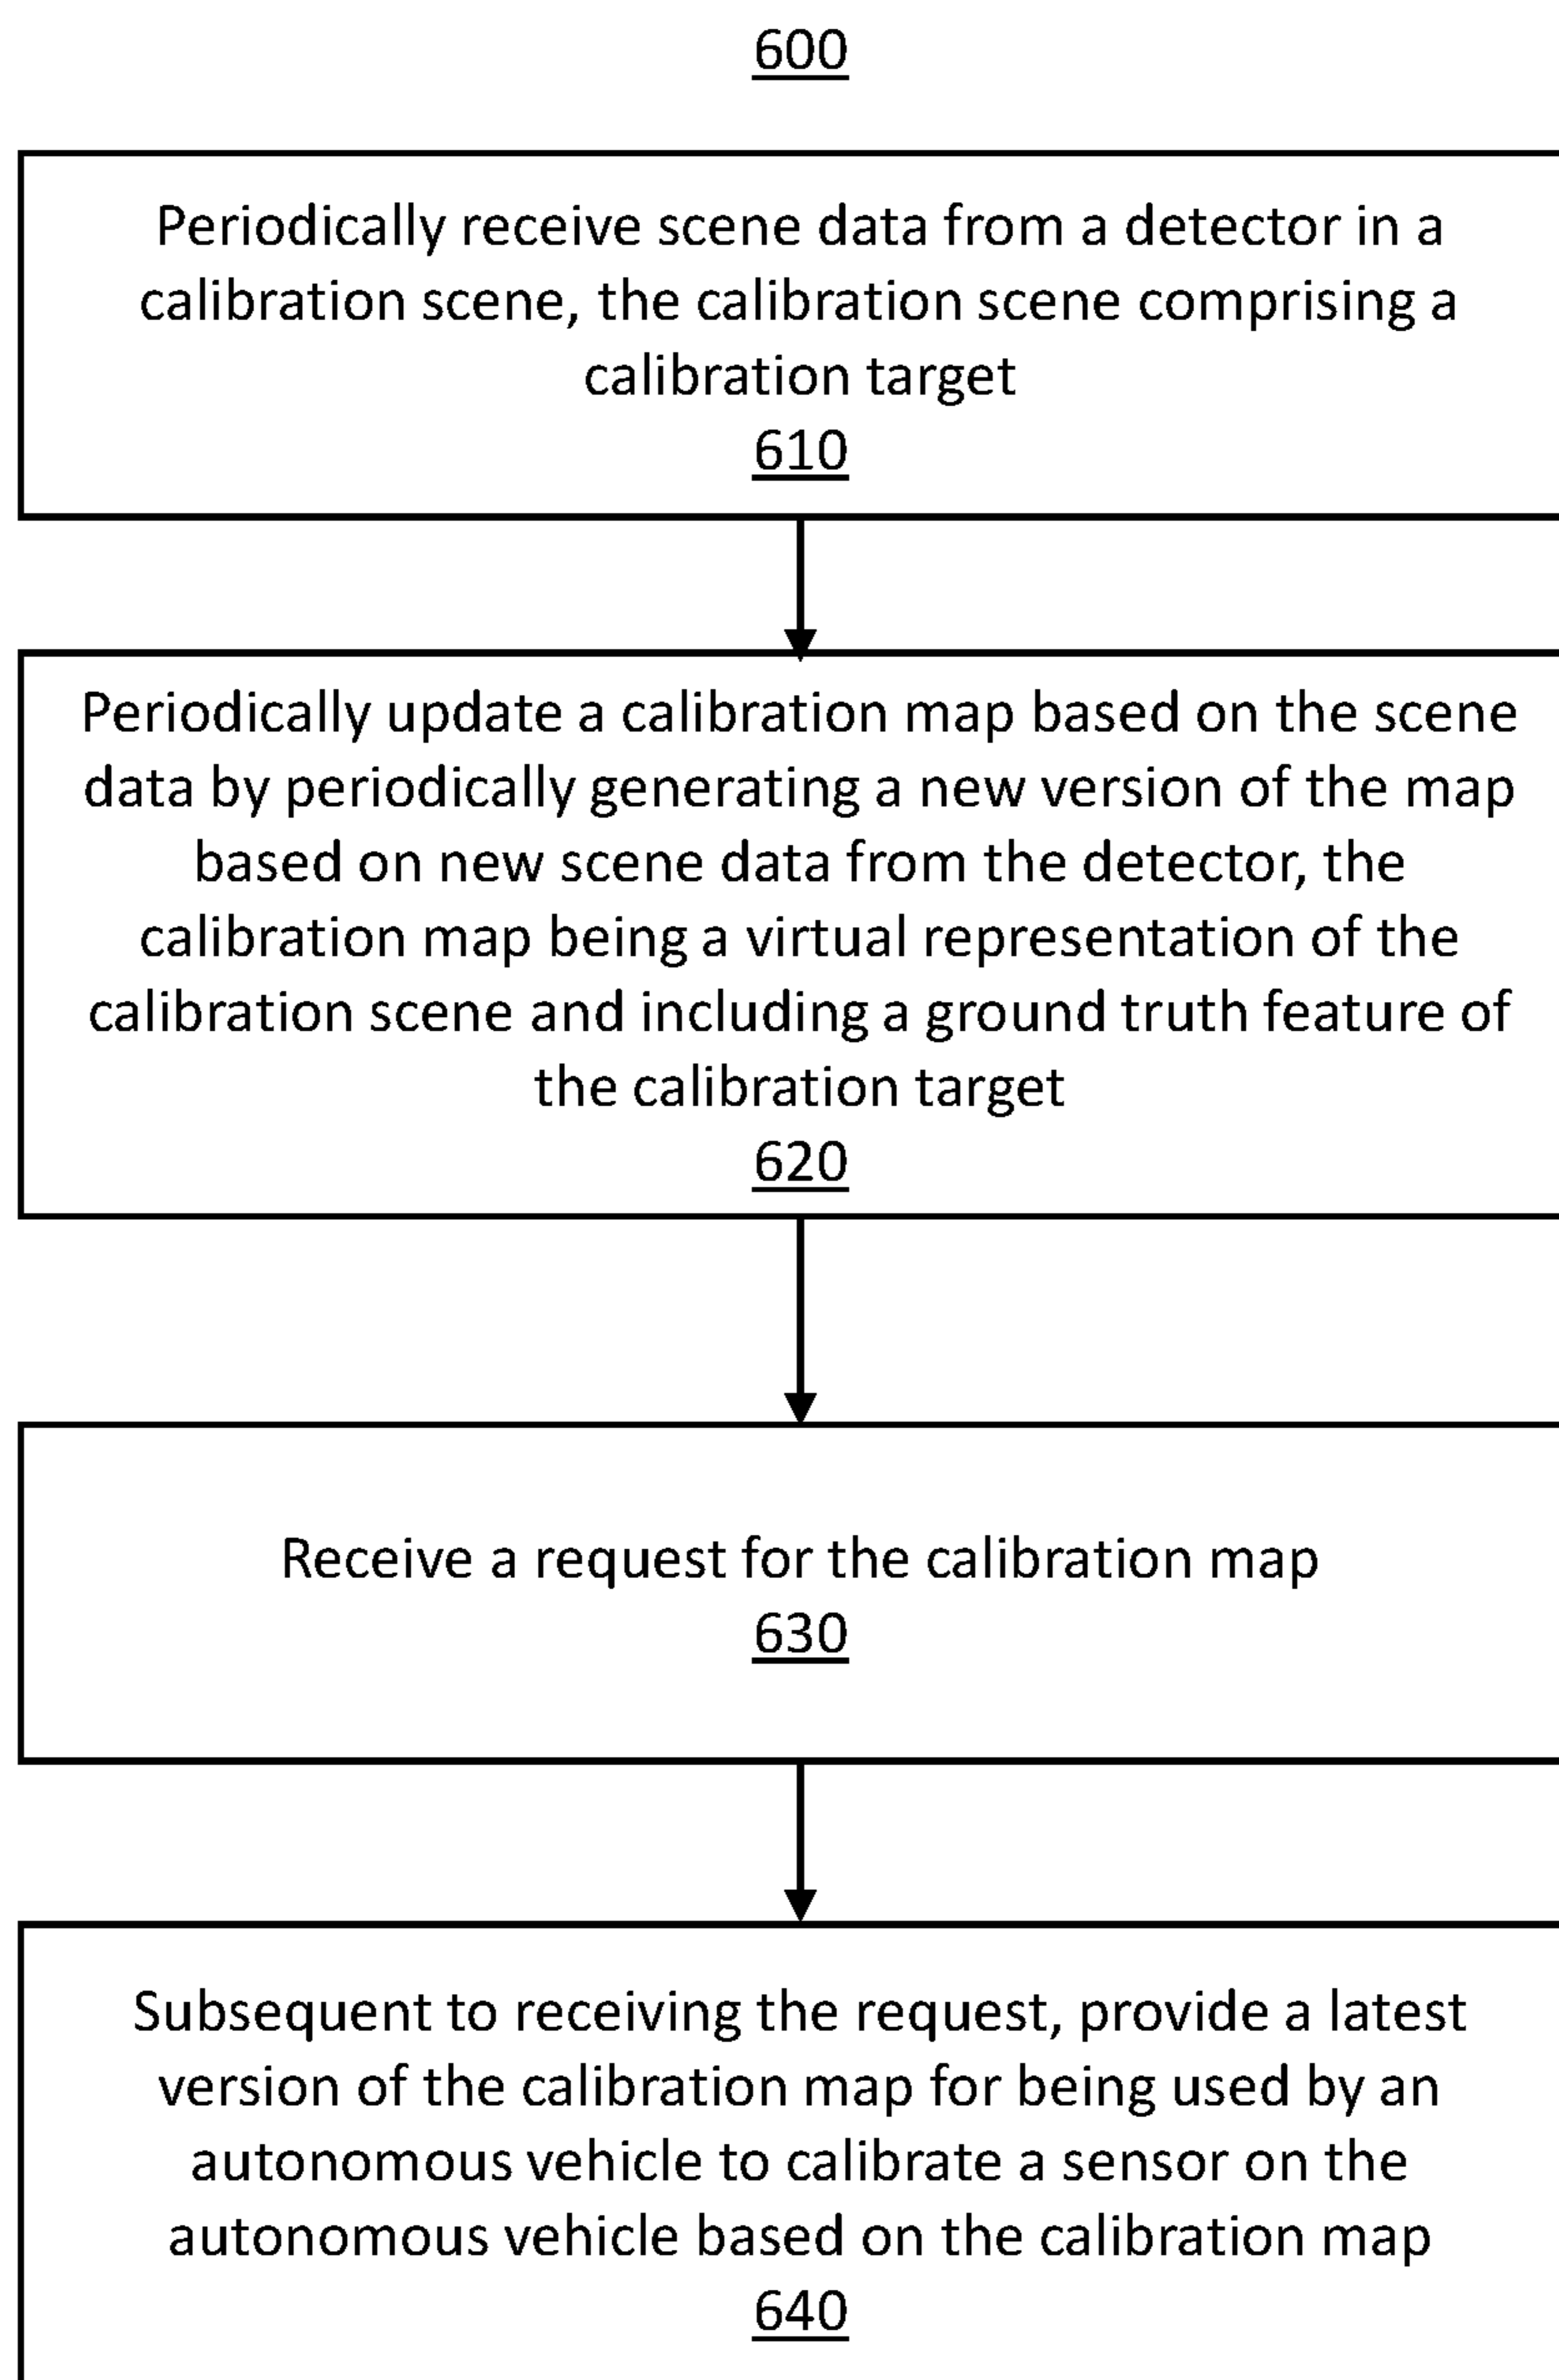 600
Periodically receive scene data from a detector in a
calibration scene, the calibration scene comprising a
calibration target
610
Periodically update a calibration map based on the scene
data by periodically generating a new version of the map
based on new scene data from the detector, the
calibration map being a virtual representation of the
calibration scene and including a ground truth feature of
the calibration target
620
Receive a request for the calibration map
630
Subsequent to receiving the request, provide a latest
version of the calibration map for being used by an
autonomous vehicle to calibrate a sensor on the
autonomous vehicle based on the calibration map
640